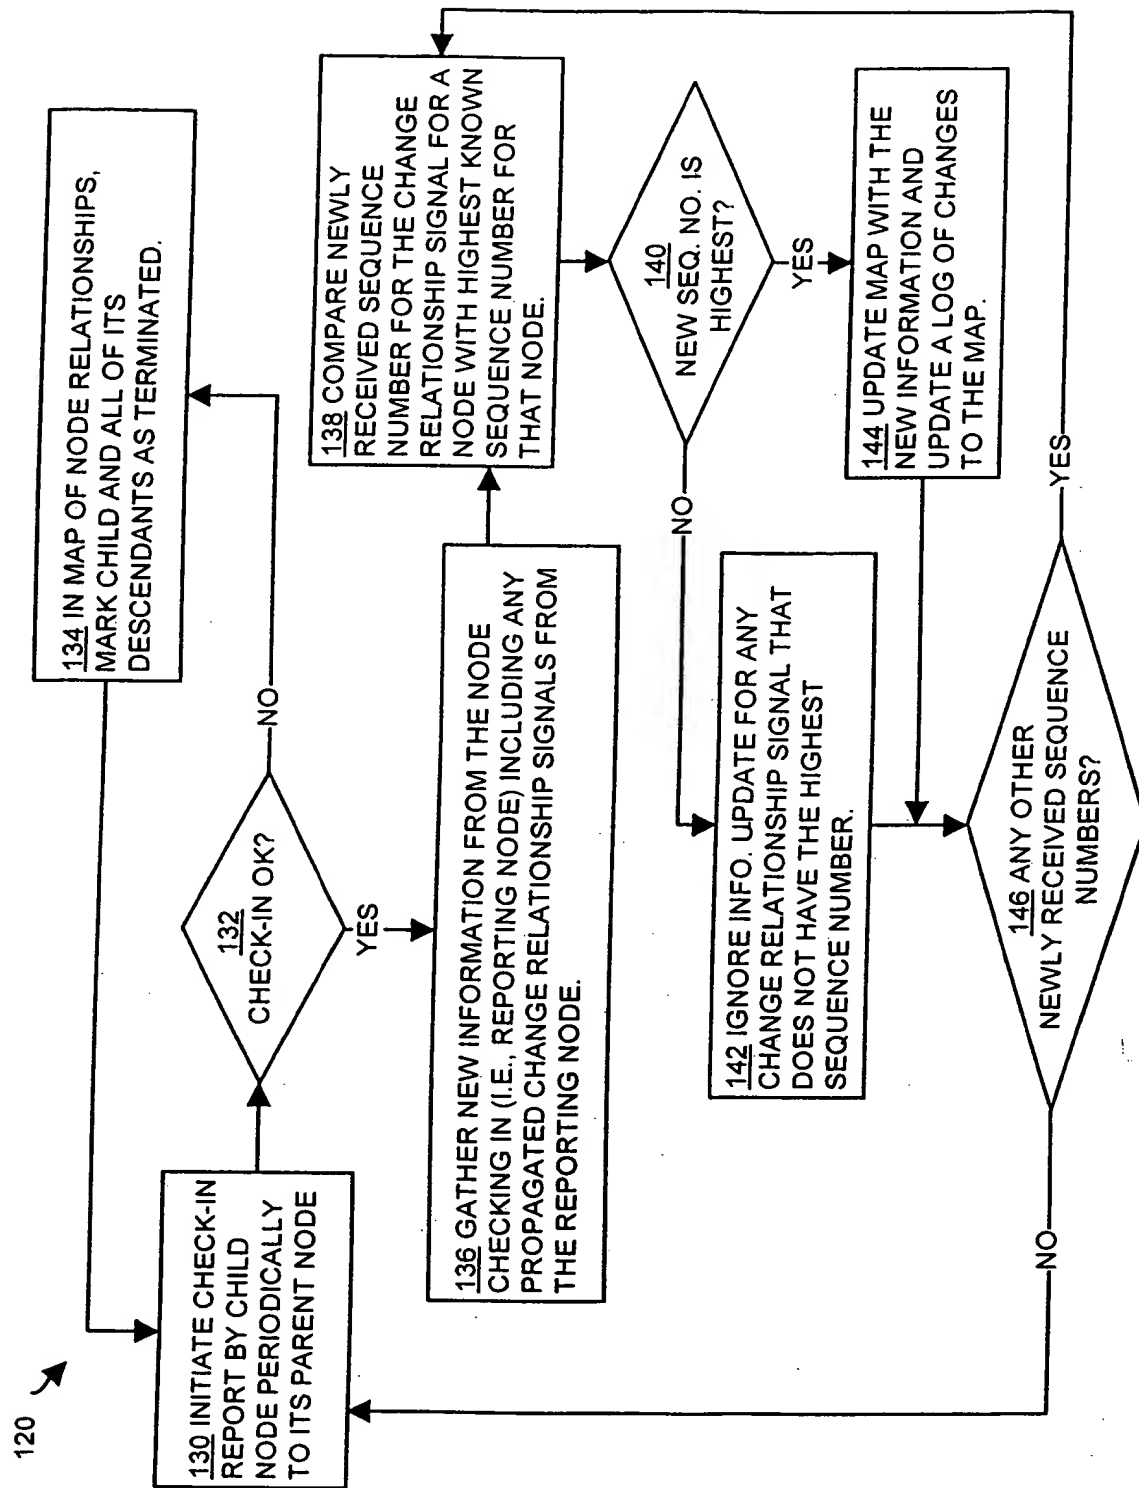 120
130 INITIATE CHECK-IN
REPORT BY CHILD
NODE PERIODICALLY
TO ITS PARENT NODE
132
CHECK-IN OK?
NO
YES
134 IN MAP OF NODE RELATIONSHIPS,
MARK CHILD AND ALL OF ITS
DESCENDANTS AS TERMINATED.
136 GATHER NEW INFORMATION FROM THE NODE
CHECKING IN (I.E., REPORTING NODE) INCLUDING ANY
PROPAGATED CHANGE RELATIONSHIP SIGNALS FROM
THE REPORTING NODE.
138 COMPARE NEWLY
RECEIVED SEQUENCE
NUMBER FOR THE CHANGE
RELATIONSHIP SIGNAL FOR A
NODE WITH HIGHEST KNOWN
SEQUENCE NUMBER FOR
THAT NODE.
140
NEW SEQ. NO. IS
HIGHEST?
NO
YES
142 IGNORE INFO. UPDATE FOR ANY
CHANGE RELATIONSHIP SIGNAL THAT
DOES NOT HAVE THE HIGHEST
SEQUENCE NUMBER.
144 UPDATE MAP WITH THE
NEW INFORMATION AND
UPDATE A LOG OF CHANGES
TO THE MAP.
146 ANY OTHER
NEWLY RECEIVED SEQUENCE
NUMBERS?
NO
YES